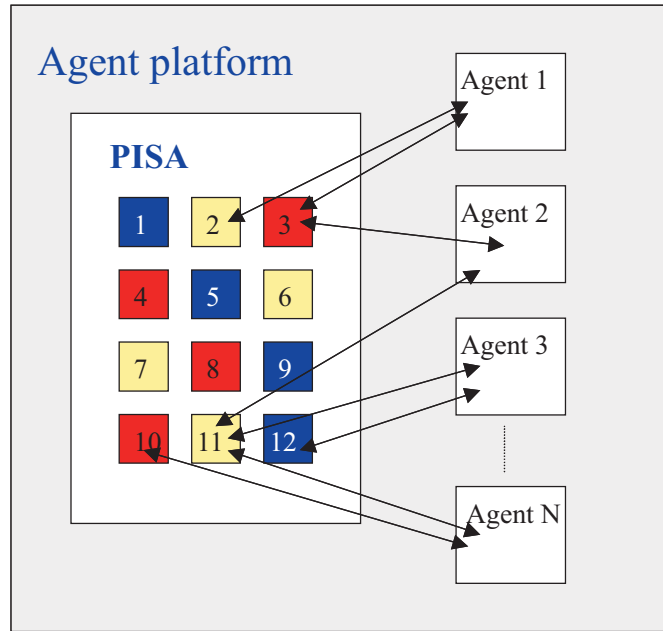 Agent platform
PISA
1 2 3
4 5 6
7 8 9
10 11 12
Agent 1
Agent 2
Agent 3
Agent N